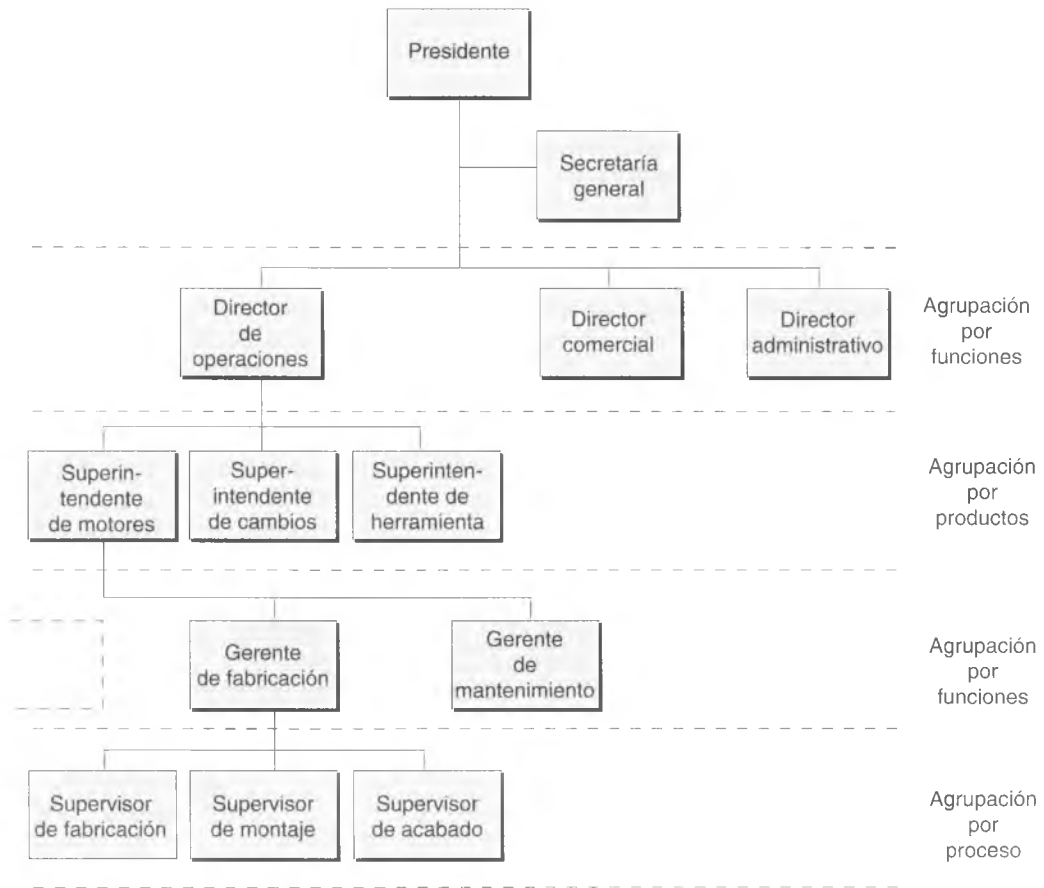 Presidente
Secretaría
general
Director
de
operaciones
Director
comercial
Director
administrativo
Agrupación
por
funciones
Superin-
tendente
de motores
Super-
intendente
de cambios
Superinten-
dente de
herramienta
Agrupación
por
productos
Gerente
de fabricación
Gerente
de
mantenimiento
Agrupación
por
funciones
Supervisor
de fabricación
Supervisor
de montaje
Supervisor
de acabado
Agrupación
por
proceso